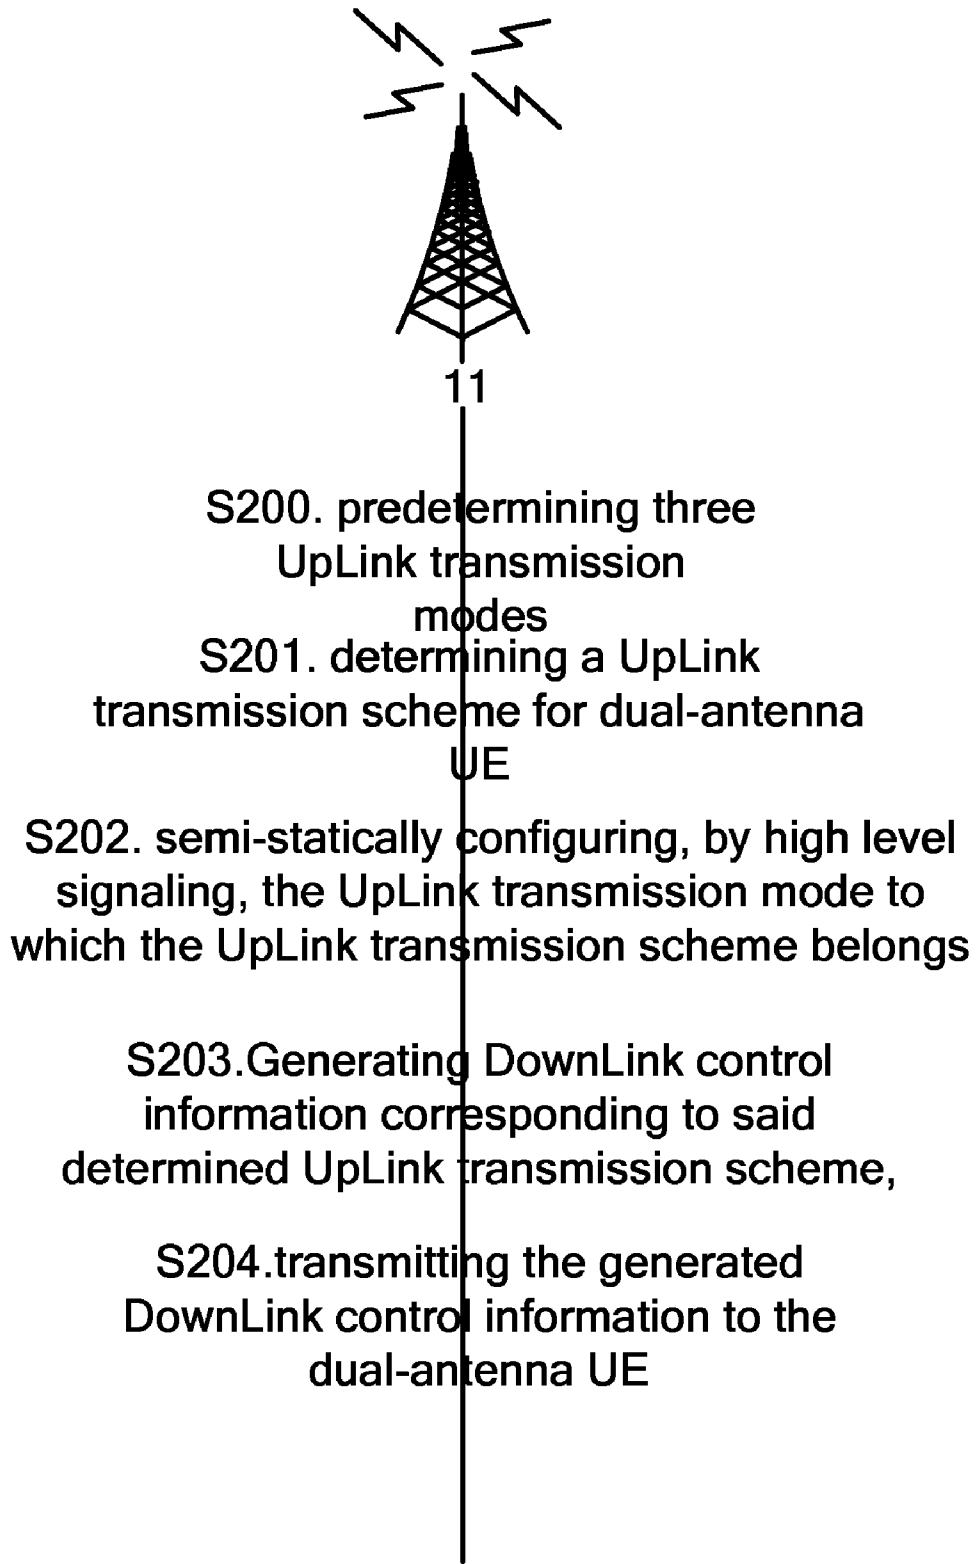 11
S200. predetermining three
UpLink transmission
modes
S201. determining a UpLink
transmission scheme for dual-antenna
UE
S202. semi-statically configuring, by high level
signaling, the UpLink transmission mode to
which the UpLink transmission scheme belongs
S203.Generating DownLink control
information corresponding to said
determined UpLink transmission scheme,
S204.transmitting the generated
DownLink control information to the
dual-antenna UE